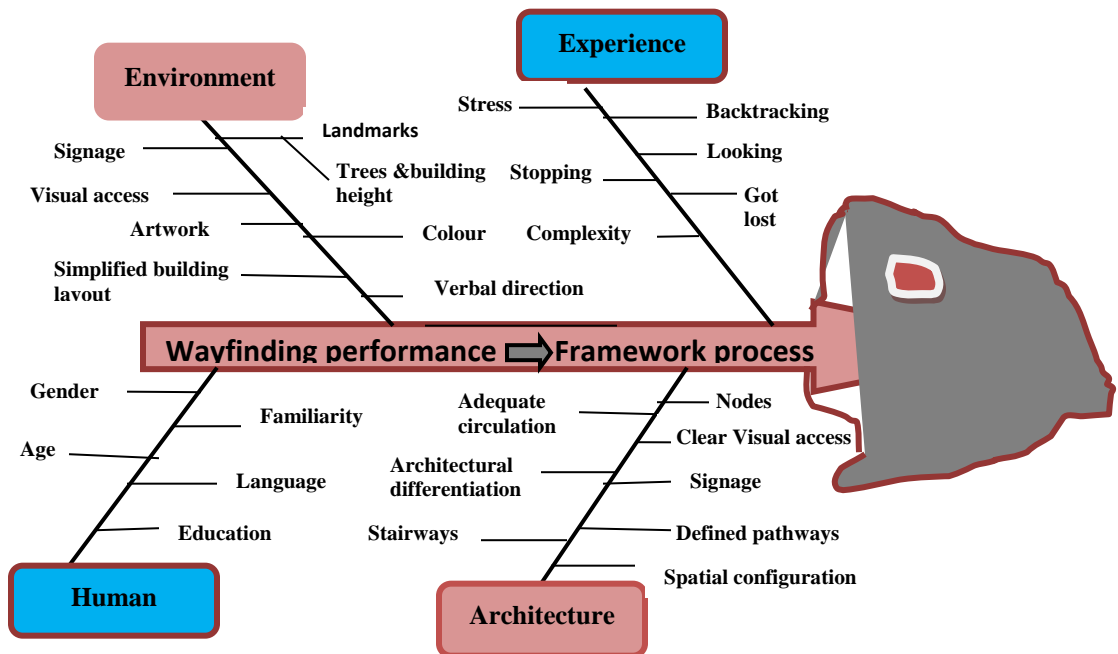 Experience
Environment
Stress
Backtracking
Landmarks
Signage
Looking
Trees &building
height
Stopping
Visual access
Got
lost
Artwork
Colour
Complexity
Simplified building
lavout
Verbal direction
Wayfinding performance
Framework process
Gender
Nodes
Adequate
circulation
Familiarity
Clear Visual access
Age
Architectural
differentiation
Language
Signage
Education
Stairways
Defined pathways
Spatial configuration
Human
Architecture